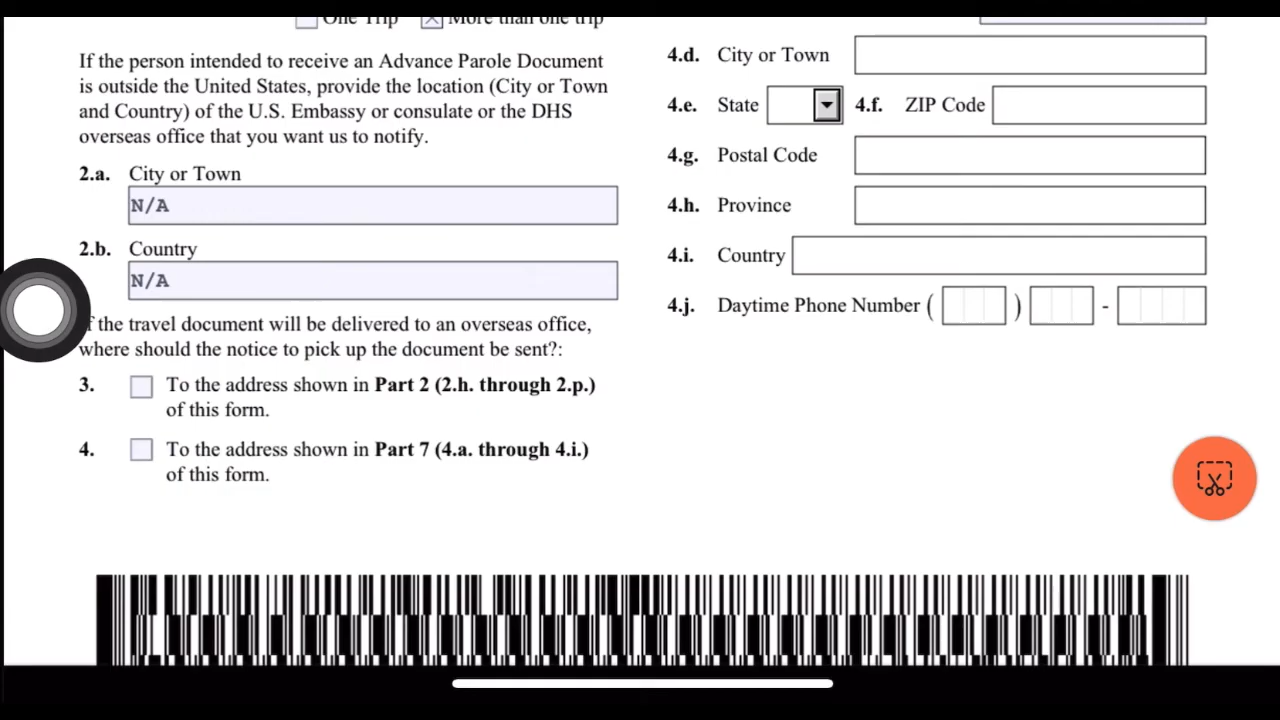 One Trip More than one trip
If the person intended to receive an Advance Parole Document
is outside the United States, provide the location (City or Town
and Country) of the U.S. Embassy or consulate or the DHS
overseas office that you want us to notify.
2.a. City or Town
N/A
2.b. Country
N/A
f the travel document will be delivered to an overseas office,
where should the notice to pick up the document be sent?:
3. To the address shown in Part 2 (2.h. through 2.p.)
of this form.
4. To the address shown in Part 7 (4.a. through 4.i.)
of this form.
4.d. City or Town
4.e. State 4.f. ZIP Code
4.g. Postal Code
4.h. Province
4.i. Country
4.j. Daytime Phone Number ( ) -